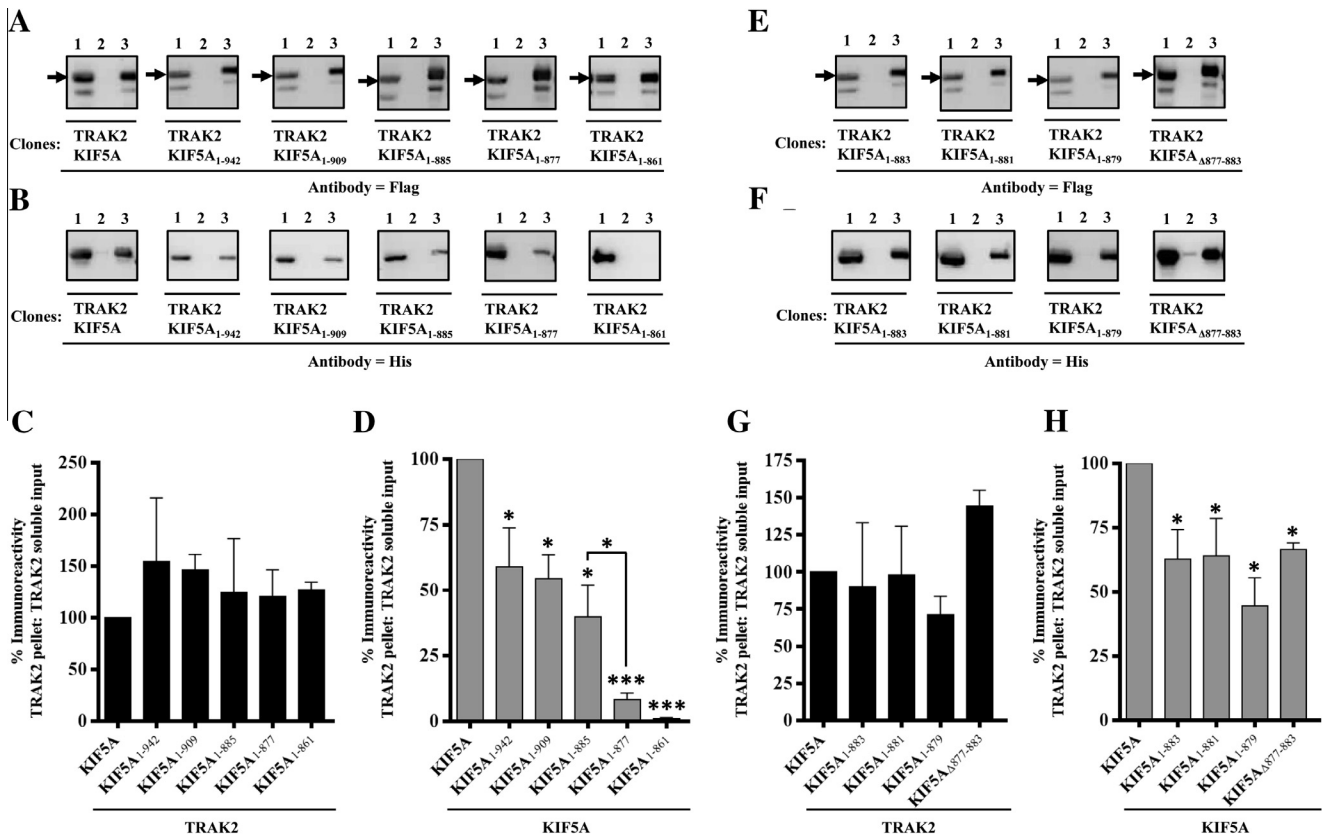 A
1 2 3 1 2 3 1 2 3 1 2 3 1 2 3 1 2 3
Clones:
TRAK2 TRAK2 TRAK2 TRAK2 TRAK2 TRAK2
KIF5A KIF5A1-942 KIF5A1-909 KIF5A1-885 KIF5A1-877 KIF5A1-861
Antibody = Flag
B
1 2 3 1 2 3 1 2 3 1 2 3 1 2 3 1 2 3
Clones:
TRAK2 TRAK2 TRAK2 TRAK2 TRAK2 TRAK2
KIF5A KIF5A1-942 KIF5A1-909 KIF5A1-885 KIF5A1-877 KIF5A1-861
Antibody = His
E
1 2 3 1 2 3 1 2 3 1 2 3
Clones:
TRAK2 TRAK2 TRAK2 TRAK2
KIF5A1-883 KIF5A1-881 KIF5A1-879 KIF5AΔ877-883
Antibody = Flag
F
1 2 3 1 2 3 1 2 3 1 2 3
Clones:
TRAK2 TRAK2 TRAK2 TRAK2
KIF5A1-883 KIF5A1-881 KIF5A1-879 KIF5AΔ877-883
Antibody = His
C
% Immunoreactivity
TRAK2 pellet: TRAK2 soluble input
250
200
150
100
50
0
KIF5A
KIF5A1-942
KIF5A1-909
KIF5A1-885
KIF5A1-877
KIF5A1-861
TRAK2
D
% Immunoreactivity
TRAK2 pellet: TRAK2 soluble input
100
75
50
25
0
*
*
*
*
***
***
KIF5A
KIF5A1-942
KIF5A1-909
KIF5A1-885
KIF5A1-877
KIF5A1-861
KIF5A
G
% Immunoreactivity
TRAK2 pellet: TRAK2 soluble input
175
150
125
100
75
50
25
0
KIF5A
KIF5A1-883
KIF5A1-881
KIF5A1-879
KIF5AΔ877-883
TRAK2
H
% Immunoreactivity
TRAK2 pellet: TRAK2 soluble input
100
75
50
25
0
*
*
*
*
KIF5A
KIF5A1-883
KIF5A1-881
KIF5A1-879
KIF5AΔ877-883
KIF5A